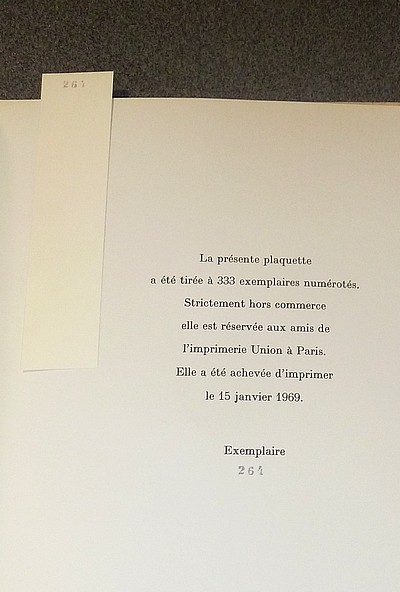 264
La présente plaquette
a été tirée à 333 exemplaires numérotés.
Strictement hors commerce
elle est réservée aux amis de
l'imprimerie Union à Paris.
Elle a été achevée d'imprimer
le 15 janvier 1969.
Exemplaire
264